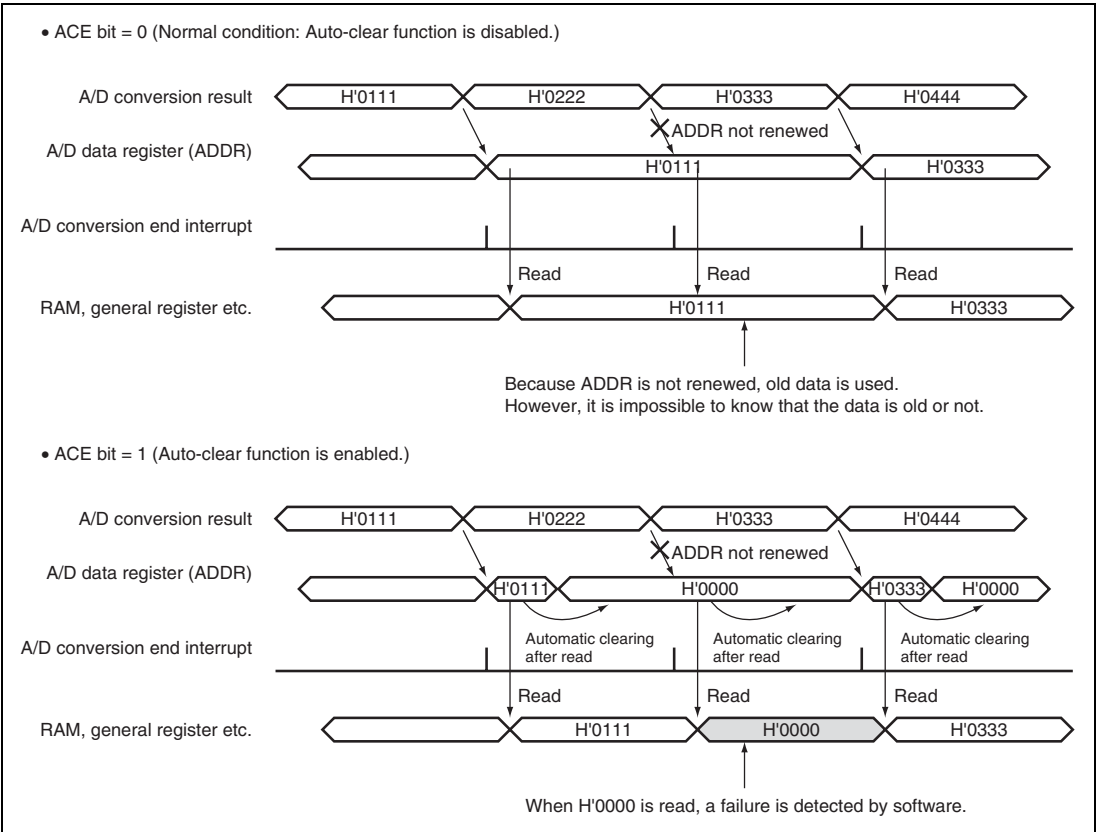 • ACE bit = 0 (Normal condition: Auto-clear function is disabled.)
A/D conversion result
H'0111
H'0222
H'0333
H'0444
ADDR not renewed
A/D data register (ADDR)
H'0111
H'0333
A/D conversion end interrupt
Read
Read
Read
RAM, general register etc.
H'0111
H'0333
Because ADDR is not renewed, old data is used.
However, it is impossible to know that the data is old or not.
• ACE bit = 1 (Auto-clear function is enabled.)
A/D conversion result
H'0111
H'0222
H'0333
H'0444
ADDR not renewed
A/D data register (ADDR)
H'0111
H'0000
H'0333
H'0000
A/D conversion end interrupt
Automatic clearing
after read
Automatic clearing
after read
Automatic clearing
after read
Read
Read
Read
RAM, general register etc.
H'0111
H'0000
H'0333
When H'0000 is read, a failure is detected by software.